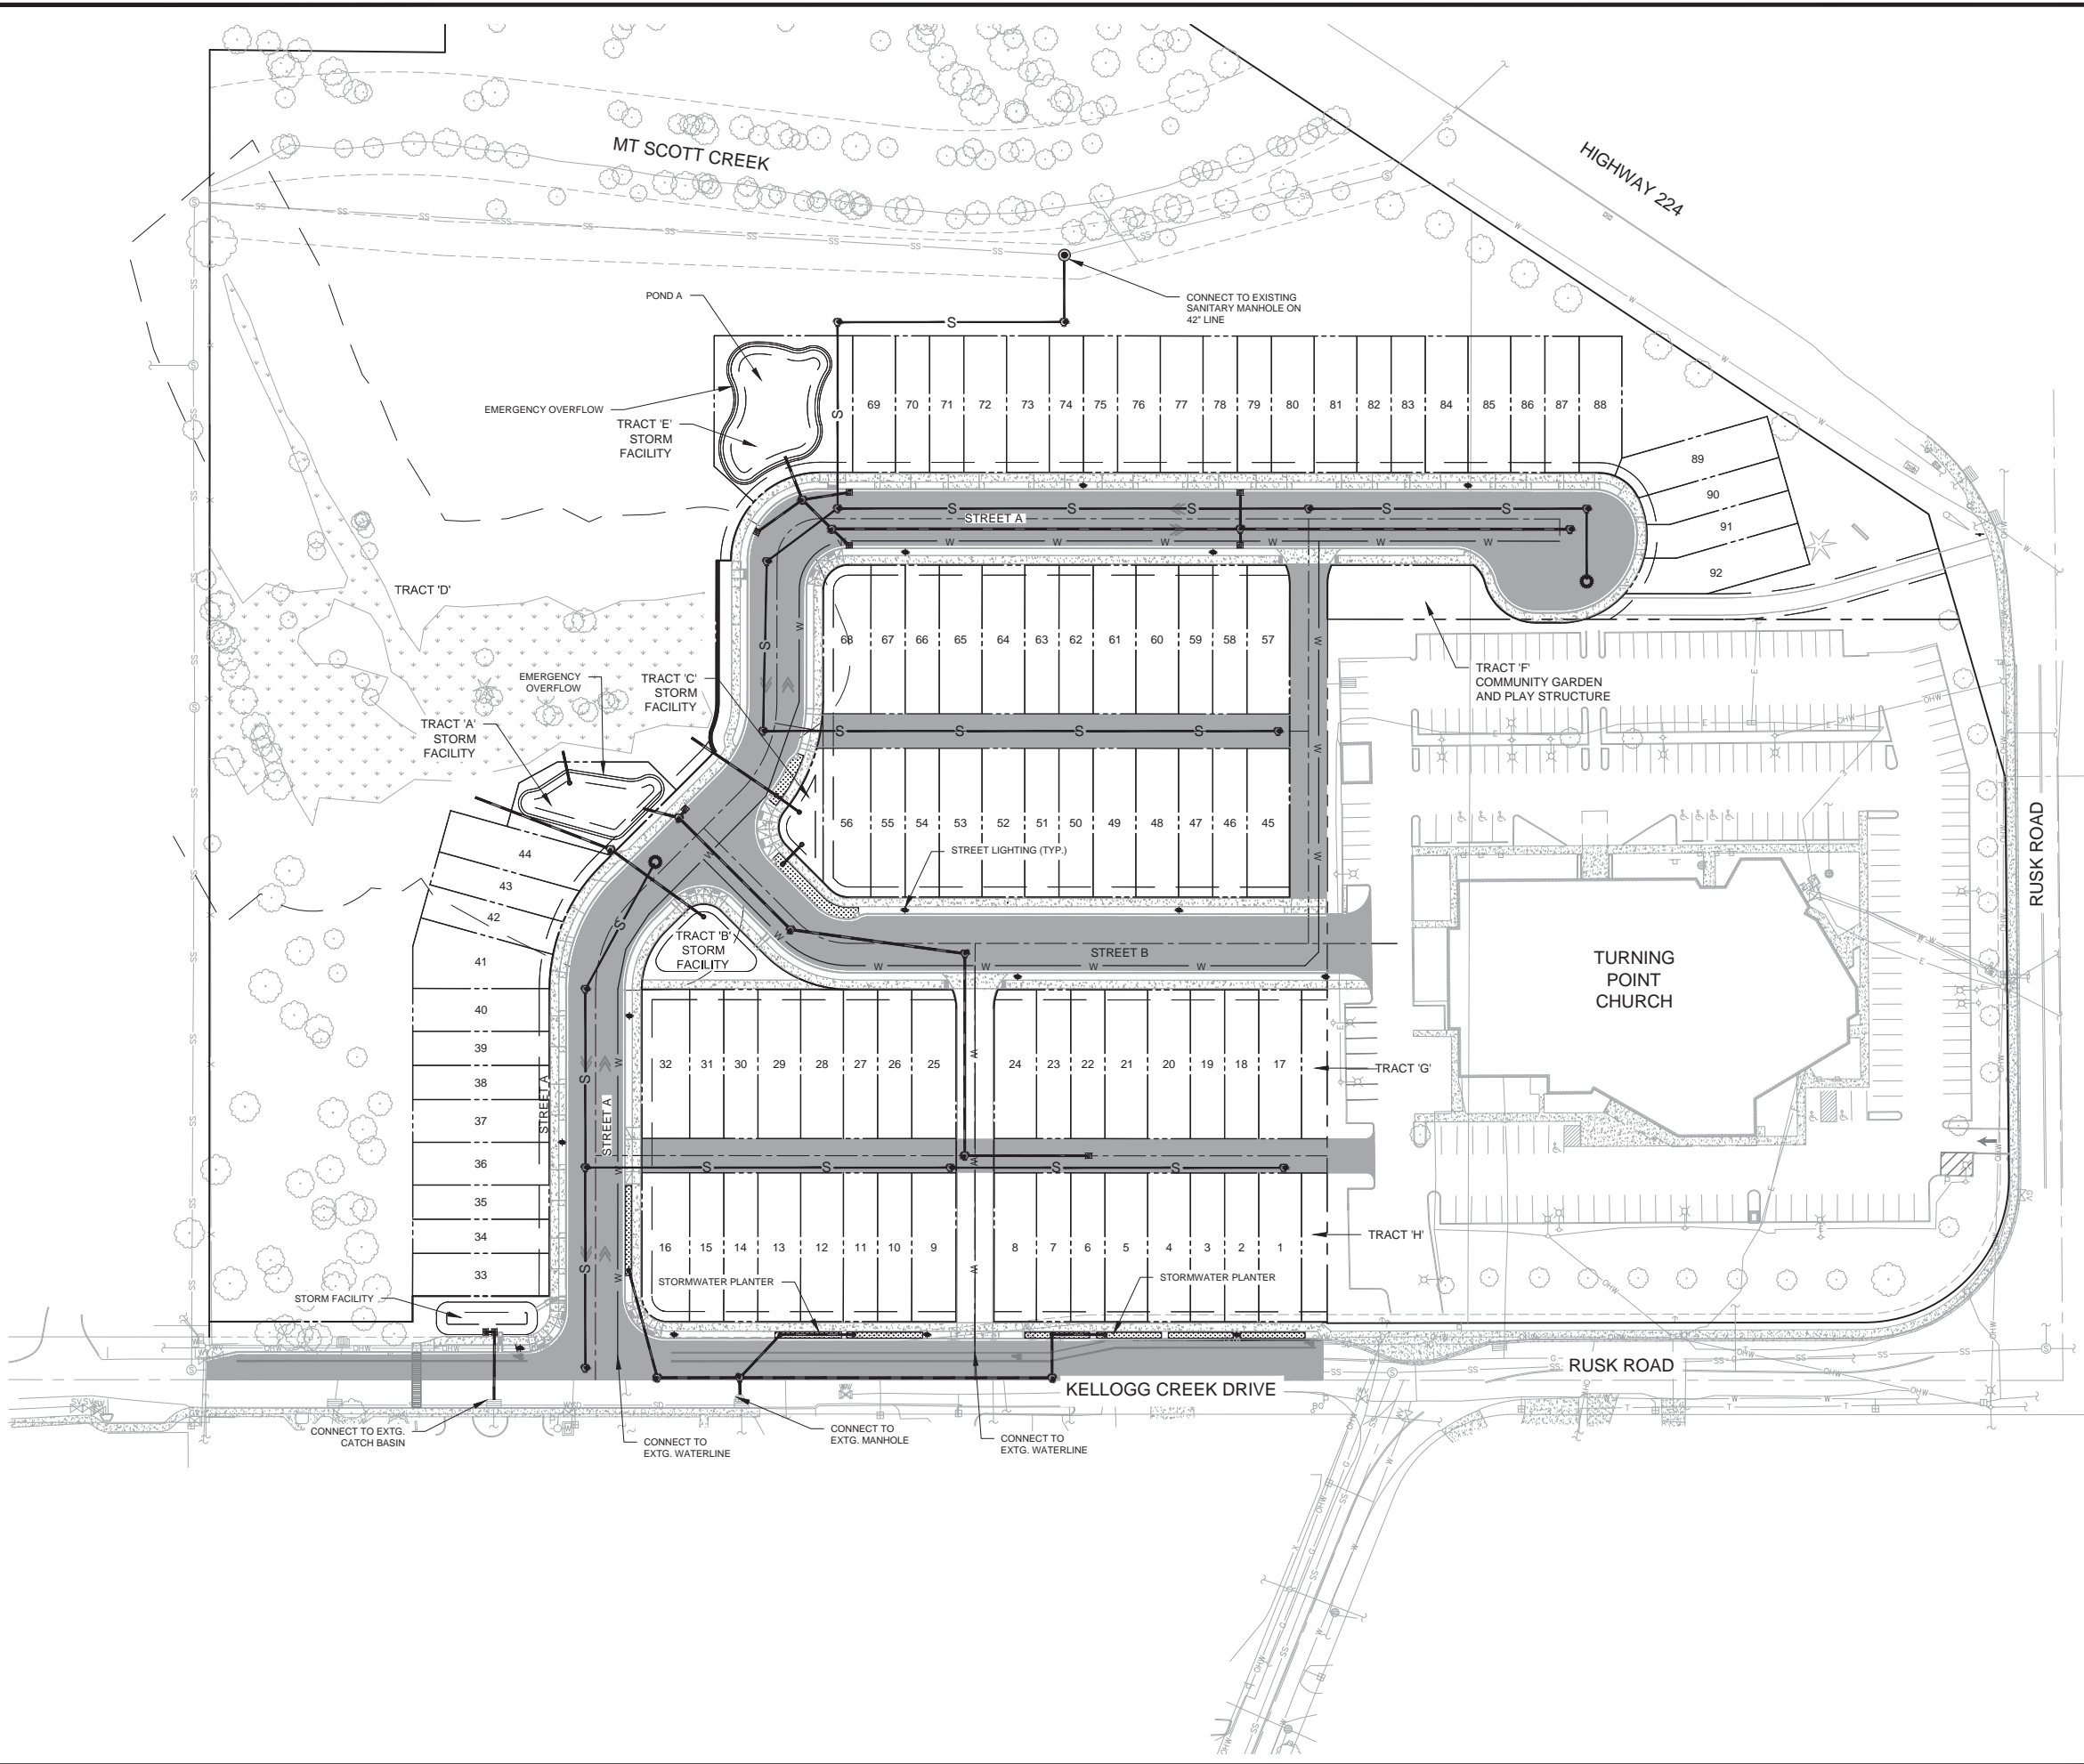 MT SCOTT CREEK
HIGHWAY 224
POND A
CONNECT TO EXISTING
SANITARY MANHOLE ON
42" LINE
EMERGENCY OVERFLOW
TRACT 'E'
STORM
FACILITY
69 70 71 72 73 74 75 76 77 78 79 80 81 82 83 84 85 86 87 88
89
90
91
92
STREET A
TRACT 'D'
68 67 66 65 64 63 62 61 60 59 58 57
TRACT 'F'
COMMUNITY GARDEN
AND PLAY STRUCTURE
EMERGENCY
OVERFLOW
TRACT 'C'
STORM
FACILITY
TRACT 'A'
STORM
FACILITY
56 55 54 53 52 51 50 49 48 47 46 45
STREET LIGHTING (TYP.)
44
43
42
41
40
39
38
37
36
35
34
33
TRACT 'B'
STORM
FACILITY
STREET B
TURNING
POINT
CHURCH
RUSK ROAD
32 31 30 29 28 27 26 25 24 23 22 21 20 19 18 17
TRACT 'G'
STREET A
STREET A
16 15 14 13 12 11 10 9 8 7 6 5 4 3 2 1
TRACT 'H'
STORMWATER PLANTER
STORMWATER PLANTER
STORM FACILITY
RUSK ROAD
KELLOGG CREEK DRIVE
CONNECT TO EXTG.
CATCH BASIN
CONNECT TO
EXTG. WATERLINE
CONNECT TO
EXTG. MANHOLE
CONNECT TO
EXTG. WATERLINE